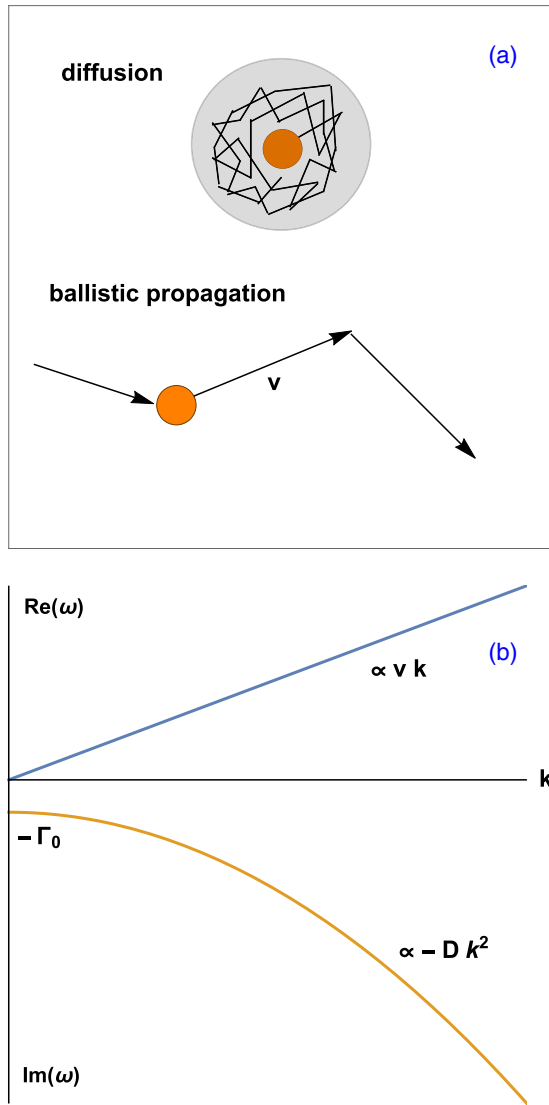 (a)
diffusion
ballistic propagation
v
Re(ω)
(b)
∝ v k
k
– Γ₀
∝ – D k²
Im(ω)